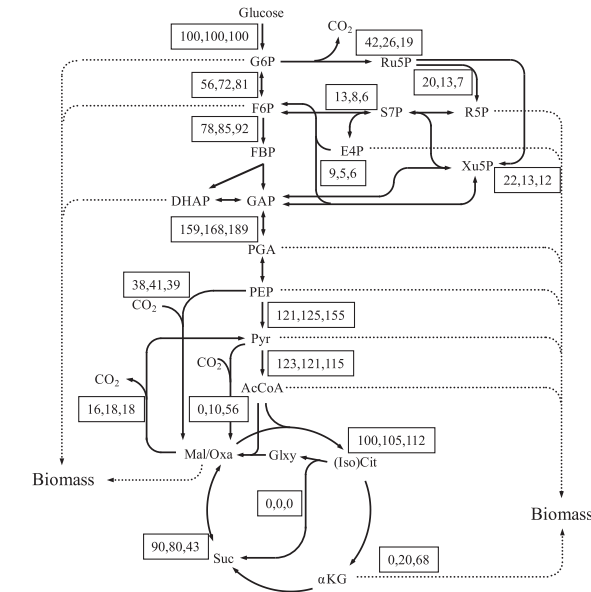 Glucose
100,100,100
CO2
42,26,19
G6P
Ru5P
56,72,81
20,13,7
13,8,6
F6P
S7P
R5P
78,85,92
FBP
E4P
9,5,6
Xu5P
22,13,12
DHAP
GAP
159,168,189
PGA
38,41,39
CO2
PEP
121,125,155
Pyr
CO2
123,121,115
CO2
AcCoA
16,18,18
0,10,56
100,105,112
Mal/Oxa
Glxy
(Iso)Cit
Biomass
0,0,0
Biomass
90,80,43
Suc
0,20,68
αKG